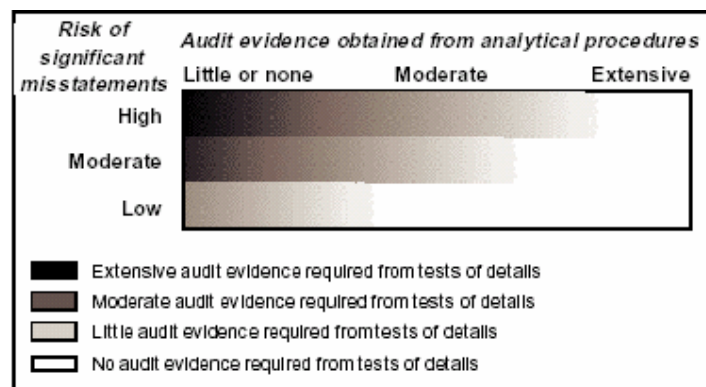 Risk of
significant
misstatements
Audit evidence obtained from analytical procedures
Little or none Moderate Extensive
High
Moderate
Low
Extensive audit evidence required from tests of details
Moderate audit evidence required from tests of details
Little audit evidence required fromtests of details
No audit evidence required from tests of details